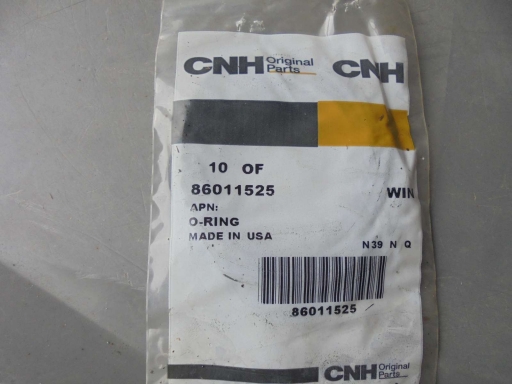 CNH Original Parts CNH
10 OF
86011525 WIN
APN:
O-RING
MADE IN USA
N39 N Q
86011525
CNH Original Parts